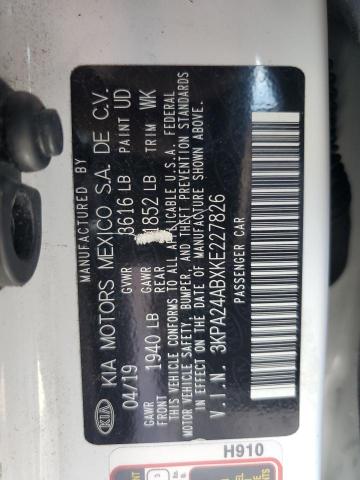 MANUFACTURED BY
KIA KIA MOTORS MEXICO S.A. DE C.V.
04/19 GVWR 3616 LB PAINT UD
GAWR FRONT 1940 LB GAWR REAR 1852 LB TRIM WK
THIS VEHICLE CONFORMS TO ALL APPLICABLE U.S.A. FEDERAL
MOTOR VEHICLE SAFETY, BUMPER, AND THEFT PREVENTION STANDARDS
IN EFFECT ON THE DATE OF MANUFACTURE SHOWN ABOVE.
V.I.N. 3KPA24ABXKE227826
PASSENGER CAR
H910